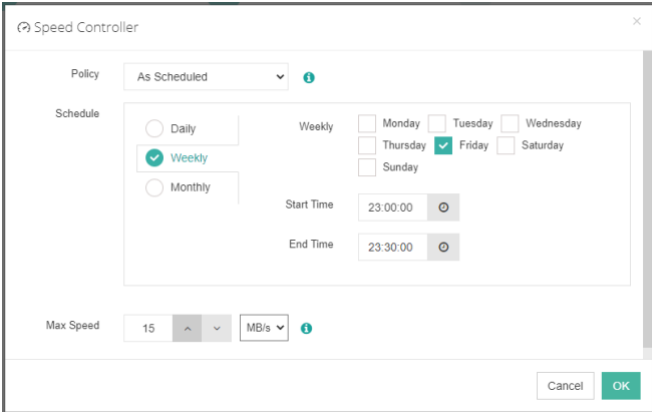 Speed Controller
Policy As Scheduled
Schedule
Daily
Weekly
Monthly
Weekly Monday Tuesday Wednesday
Thursday Friday Saturday
Sunday
Start Time 23:00:00
End Time 23:30:00
Max Speed 15 MB/s
Cancel OK